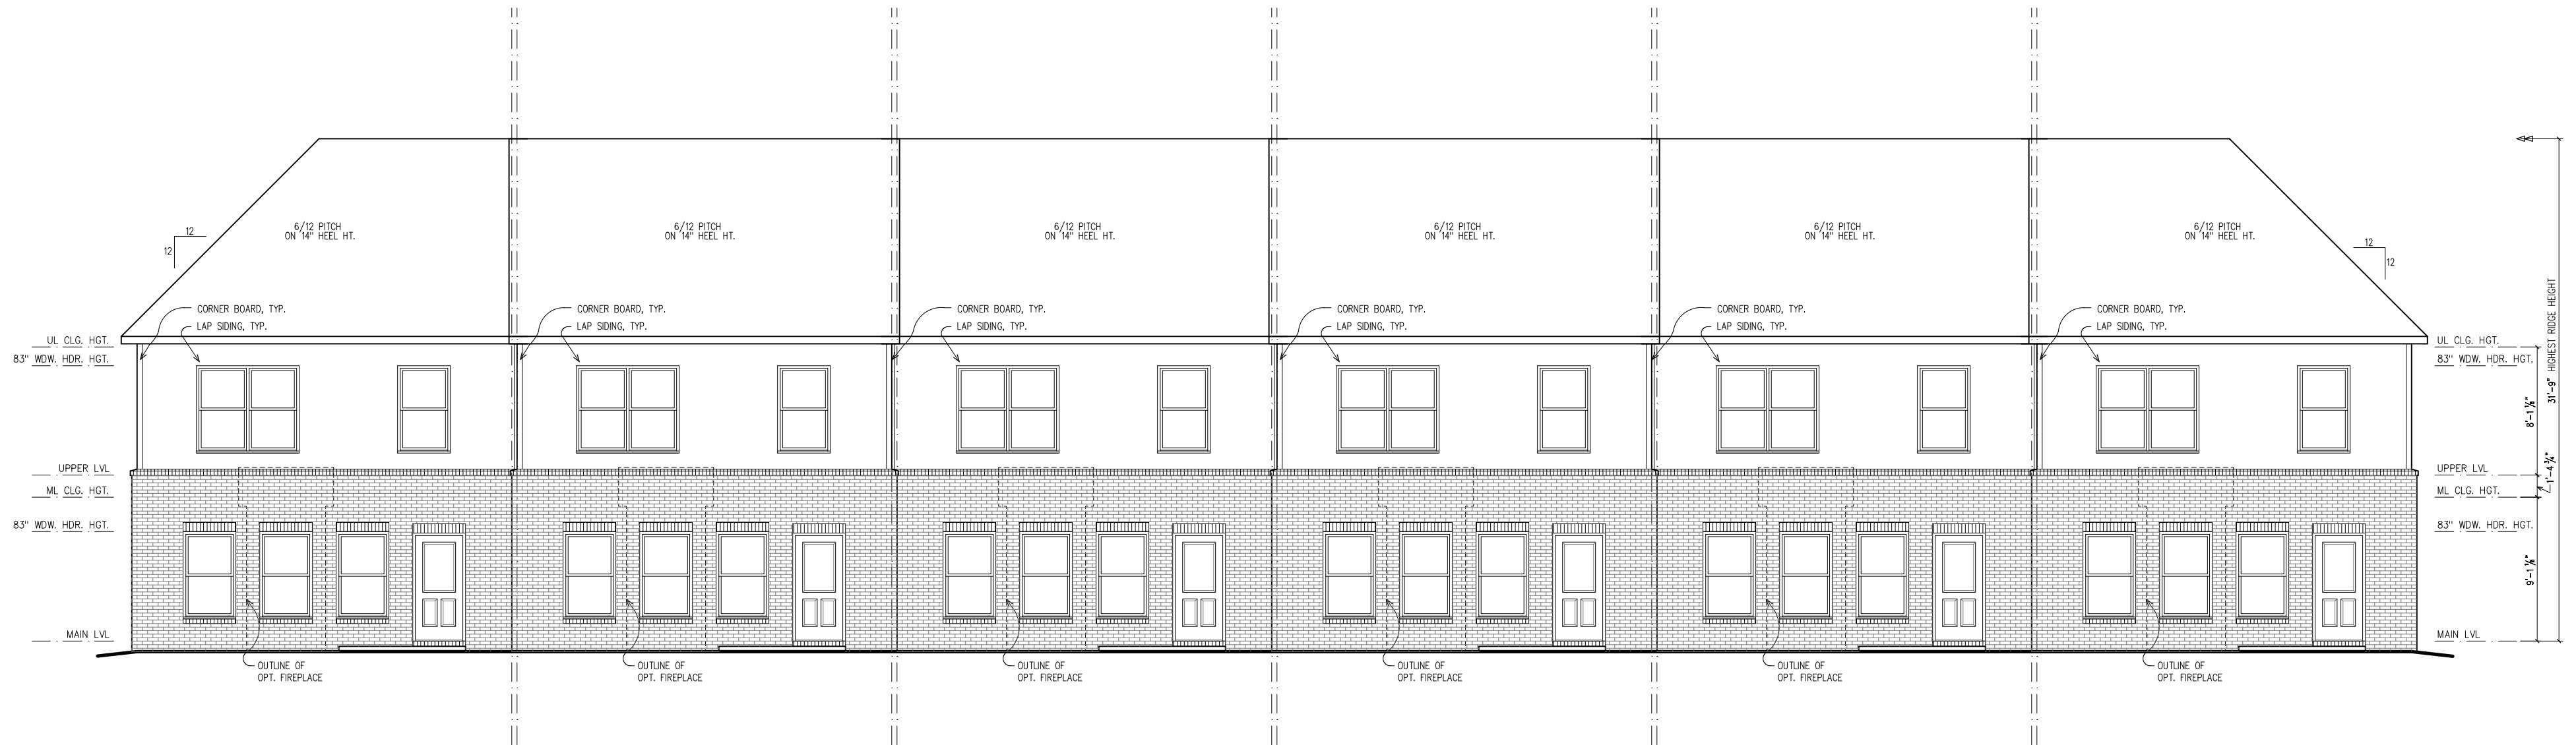 6/12 PITCH
ON 14" HEEL HT.
6/12 PITCH
ON 14" HEEL HT.
6/12 PITCH
ON 14" HEEL HT.
6/12 PITCH
ON 14" HEEL HT.
6/12 PITCH
ON 14" HEEL HT.
6/12 PITCH
ON 14" HEEL HT.
12
12
12
12
CORNER BOARD, TYP.
LAP SIDING, TYP.
CORNER BOARD, TYP.
LAP SIDING, TYP.
CORNER BOARD, TYP.
LAP SIDING, TYP.
CORNER BOARD, TYP.
LAP SIDING, TYP.
CORNER BOARD, TYP.
LAP SIDING, TYP.
CORNER BOARD, TYP.
LAP SIDING, TYP.
UL CLG. HGT.
83" WDW. HDR. HGT.
UPPER LVL
ML CLG. HGT.
83" WDW. HDR. HGT.
MAIN LVL
UL CLG. HGT.
83" WDW. HDR. HGT.
UPPER LVL
ML CLG. HGT.
83" WDW. HDR. HGT.
MAIN LVL
8'-1 1/8"
1'-4 3/4"
9'-1 1/8"
31'-9" HIGHEST RIDGE HEIGHT
OUTLINE OF
OPT. FIREPLACE
OUTLINE OF
OPT. FIREPLACE
OUTLINE OF
OPT. FIREPLACE
OUTLINE OF
OPT. FIREPLACE
OUTLINE OF
OPT. FIREPLACE
OUTLINE OF
OPT. FIREPLACE